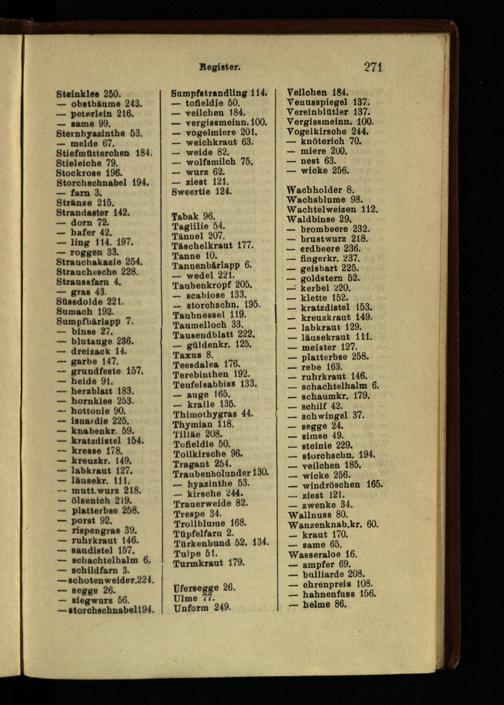 Register.
271
Steinklee 250.
— obstbäume 243.
— peterlein 216.
— same 99.
Sternhyazinthe 53.
— melde 67.
Stiefmütterchen 184.
Stieleiche 79.
Stockrose 196.
Storchschnabel 194.
— farn 3.
Stränze 215.
Strandaster 142.
— dorn 72.
— hafer 42.
— ling 114. 197.
— roggen 33.
Strauchakazie 254.
Strauchesche 228.
Straussfarn 4.
— gras 43.
Süssdolde 221.
Sumach 192.
Sumpfbärlapp 7.
— binse 27.
— blutauge 236.
— dreizack 14.
— garbe 147.
— grundfeste 157.
— heide 91.
— herzblatt 183.
— hornklee 253.
— hottonie 90.
— isnardie 225.
— knabenkr. 59.
— kratzdistel 154.
— kresse 178.
— kreuzkr. 149.
— labkraut 127.
— läusekr. 111.
— mutt.wurz 218.
— ölsenich 219.
— platterbse 258.
— porst 92.
— rispengras 39.
— ruhrkraut 146.
— saudistel 157.
— schachtelhalm 6.
— schildfarn 3.
— schotenweider.224.
— segge 26.
— siegwurz 56.
— storchschnabel 194.
Sumpfstrandling 114.
— tofieldie 50.
— veilchen 184.
— vergissmeinn. 100.
— vogelmiere 201.
— weichkraut 63.
— weide 82.
— wolfsmilch 75.
— wurz 62.
— ziest 121.
Sweertie 124.
Tabak 96.
Taglilie 54.
Tännel 207.
Täschelkraut 177.
Tanne 10.
Tannenbärlapp 6.
— wedel 221.
Taubenkropf 205.
— scabiose 133.
— storchschn. 195.
Taubnessel 119.
Taumelloch 33.
Tausendblatt 222.
— güldenkr. 125.
Taxus 8.
Teesdalea 176.
Terebinthen 192.
Teufelsabbiss 133.
— auge 165.
— kralle 135.
Thimothygras 44.
Thymian 118.
Tilläe 208.
Tofieldie 50.
Tollkirsche 96.
Tragant 254.
Traubenholunder 130.
— hyazinthe 53.
— kirsche 244.
Trauerweide 82.
Trespe 34.
Trollblume 168.
Tüpfelfarn 2.
Türkenbund 52. 134.
Tulpe 51.
Turmkraut 179.
Ufersegge 26.
Ulme 77.
Unform 249.
Veilchen 184.
Venusspiegel 137.
Vereinblütler 137.
Vergissmeinn. 100.
Vogelkirsche 244.
— knöterich 70.
— miere 200.
— nest 63.
— wicke 256.
Wachholder 8.
Wachsblume 98.
Wachtelweizen 112.
Waldbinse 29.
— brombeere 232.
— brustwurz 218.
— erdbeere 236.
— fingerkr. 237.
— geisbart 225.
— goldstern 52.
— kerbel 220.
— klette 152.
— kratzdistel 153.
— kreuzkraut 149.
— labkraut 129.
— läusekraut 111.
— meister 127.
— platterbse 258.
— rebe 163.
— ruhrkraut 146.
— schachtelhalm 6.
— schaumkr. 179.
— schilf 42.
— schwingel 37.
— segge 24.
— simse 49.
— steinie 229.
— storchschn. 194.
— veilchen 185.
— wicke 256.
— windröschen 165.
— ziest 121.
— zwenke 34.
Wallnuss 80.
Wanzenknab.kr. 60.
— kraut 170.
— same 65.
Wasseraloe 16.
— ampfer 69.
— bulliarde 208.
— ehrenpreis 108.
— hahnenfuss 156.
— helme 86.